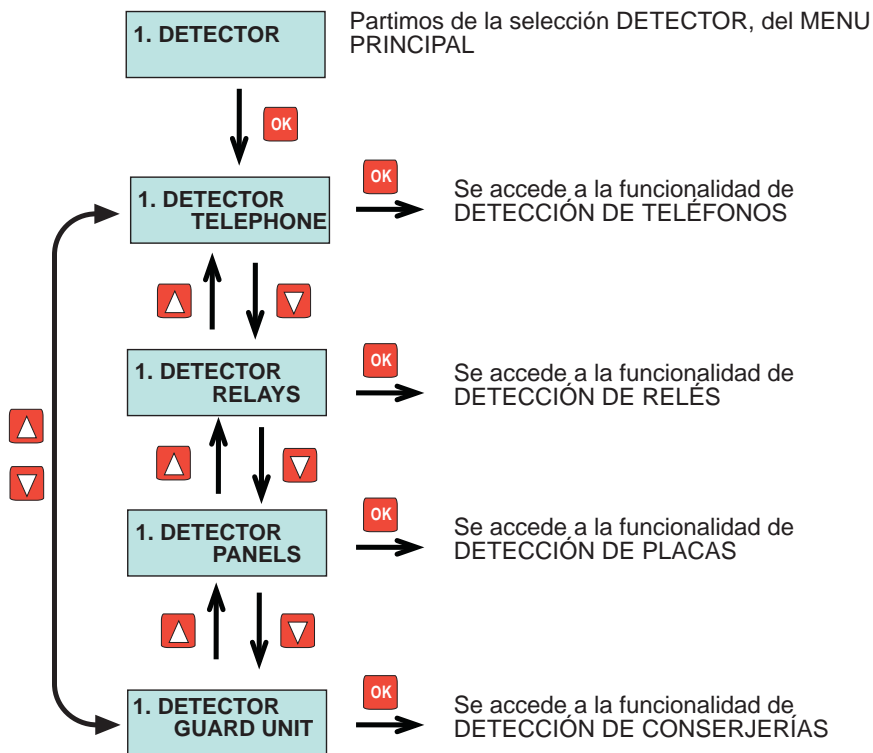 1. DETECTOR
Partimos de la selección DETECTOR, del MENU
PRINCIPAL
OK
1. DETECTOR
TELEPHONE
OK
Se accede a la funcionalidad de
DETECCIÓN DE TELÉFONOS
1. DETECTOR
RELAYS
OK
Se accede a la funcionalidad de
DETECCIÓN DE RELÉS
1. DETECTOR
PANELS
OK
Se accede a la funcionalidad de
DETECCIÓN DE PLACAS
1. DETECTOR
GUARD UNIT
OK
Se accede a la funcionalidad de
DETECCIÓN DE CONSERJERÍAS